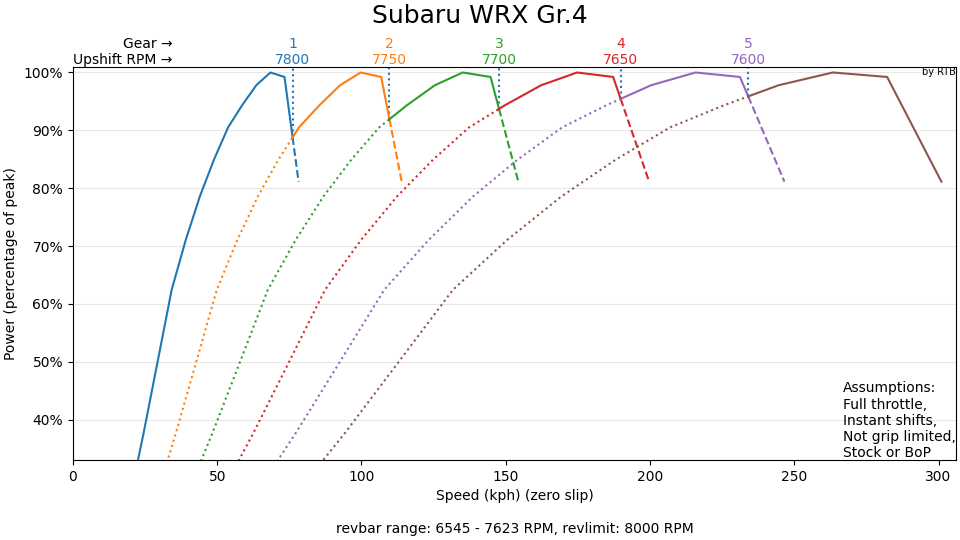 Subaru WRX Gr.4
Gear → 1 2 3 4 5
Upshift RPM → 7800 7750 7700 7650 7600
by RTB
100%
90%
80%
70%
60%
50%
40%
Power (percentage of peak)
Assumptions:
Full throttle,
Instant shifts,
Not grip limited,
Stock or BoP
0 50 100 150 200 250 300
Speed (kph) (zero slip)
revbar range: 6545 - 7623 RPM, revlimit: 8000 RPM